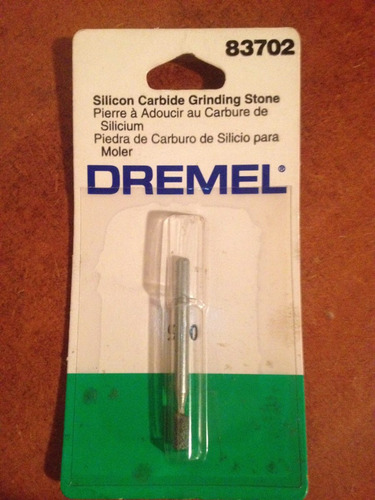 83702
Silicon Carbide Grinding Stone
Pierre à Adoucir au Carbure de
Silicium
Piedra de Carburo de Silicio para
Moler
DREMEL®